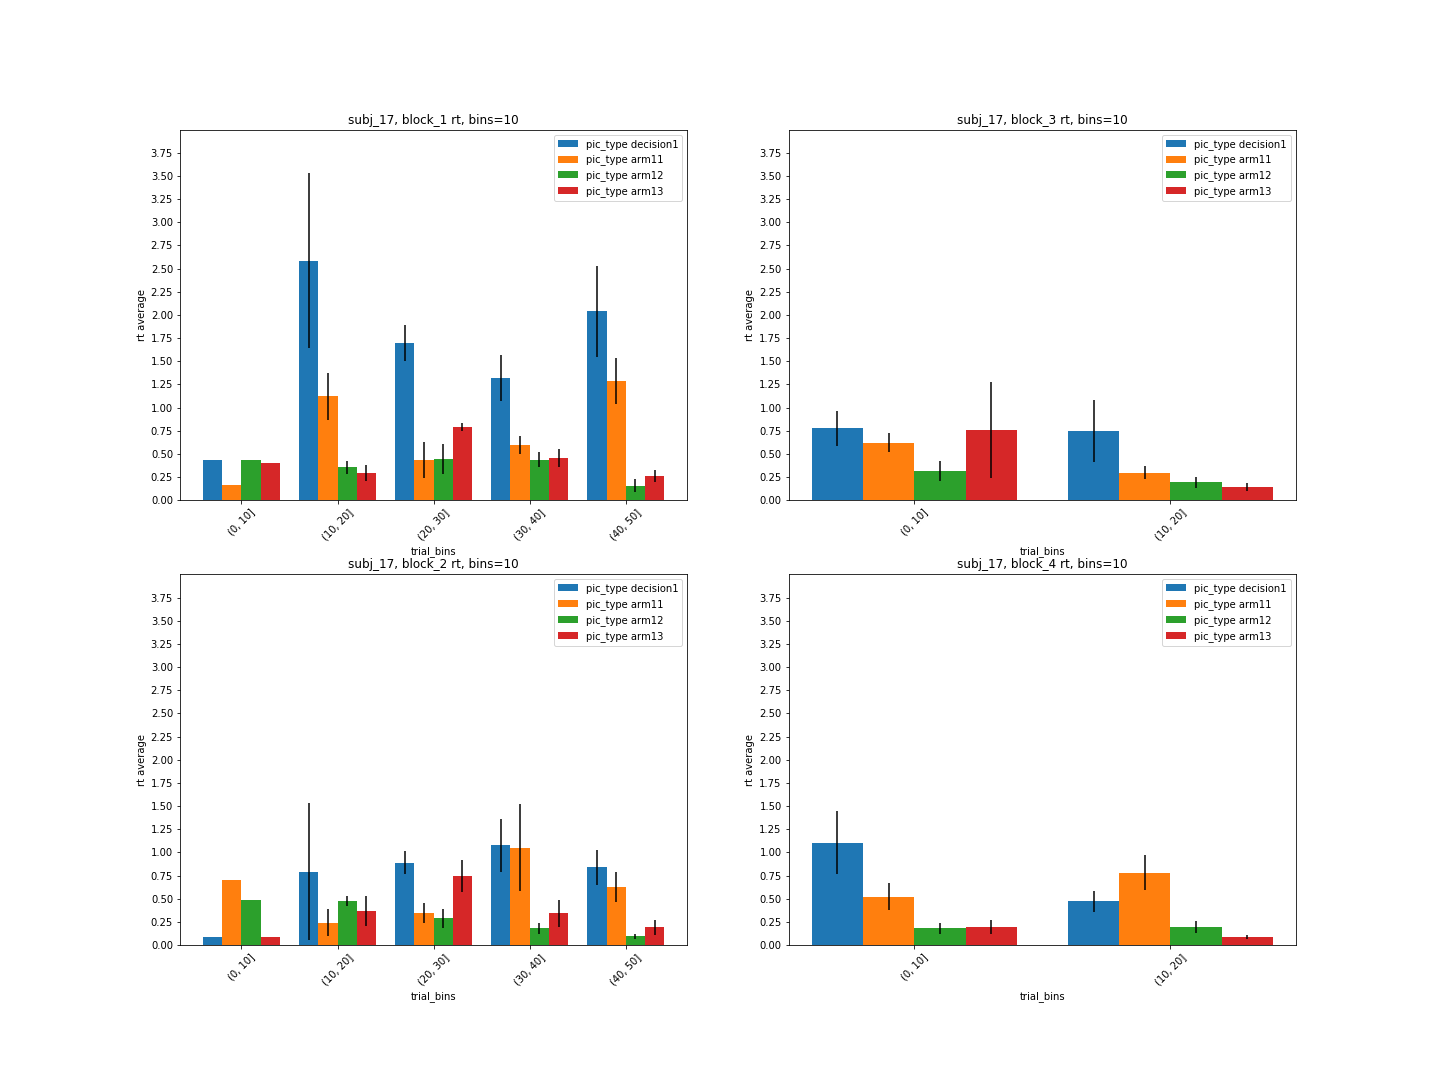 subj_17, block_1 rt, bins=10
pic_type decision1
pic_type arm11
pic_type arm12
pic_type arm13
3.75
3.50
3.25
3.00
2.75
2.50
2.25
2.00
1.75
1.50
1.25
1.00
0.75
0.50
0.25
0.00
rt average
(0, 10]
(10, 20]
(20, 30]
(30, 40]
(40, 50]
trial_bins
subj_17, block_3 rt, bins=10
pic_type decision1
pic_type arm11
pic_type arm12
pic_type arm13
3.75
3.50
3.25
3.00
2.75
2.50
2.25
2.00
1.75
1.50
1.25
1.00
0.75
0.50
0.25
0.00
rt average
(0, 10]
(10, 20]
trial_bins
subj_17, block_2 rt, bins=10
pic_type decision1
pic_type arm11
pic_type arm12
pic_type arm13
3.75
3.50
3.25
3.00
2.75
2.50
2.25
2.00
1.75
1.50
1.25
1.00
0.75
0.50
0.25
0.00
rt average
(0, 10]
(10, 20]
(20, 30]
(30, 40]
(40, 50]
trial_bins
subj_17, block_4 rt, bins=10
pic_type decision1
pic_type arm11
pic_type arm12
pic_type arm13
3.75
3.50
3.25
3.00
2.75
2.50
2.25
2.00
1.75
1.50
1.25
1.00
0.75
0.50
0.25
0.00
rt average
(0, 10]
(10, 20]
trial_bins